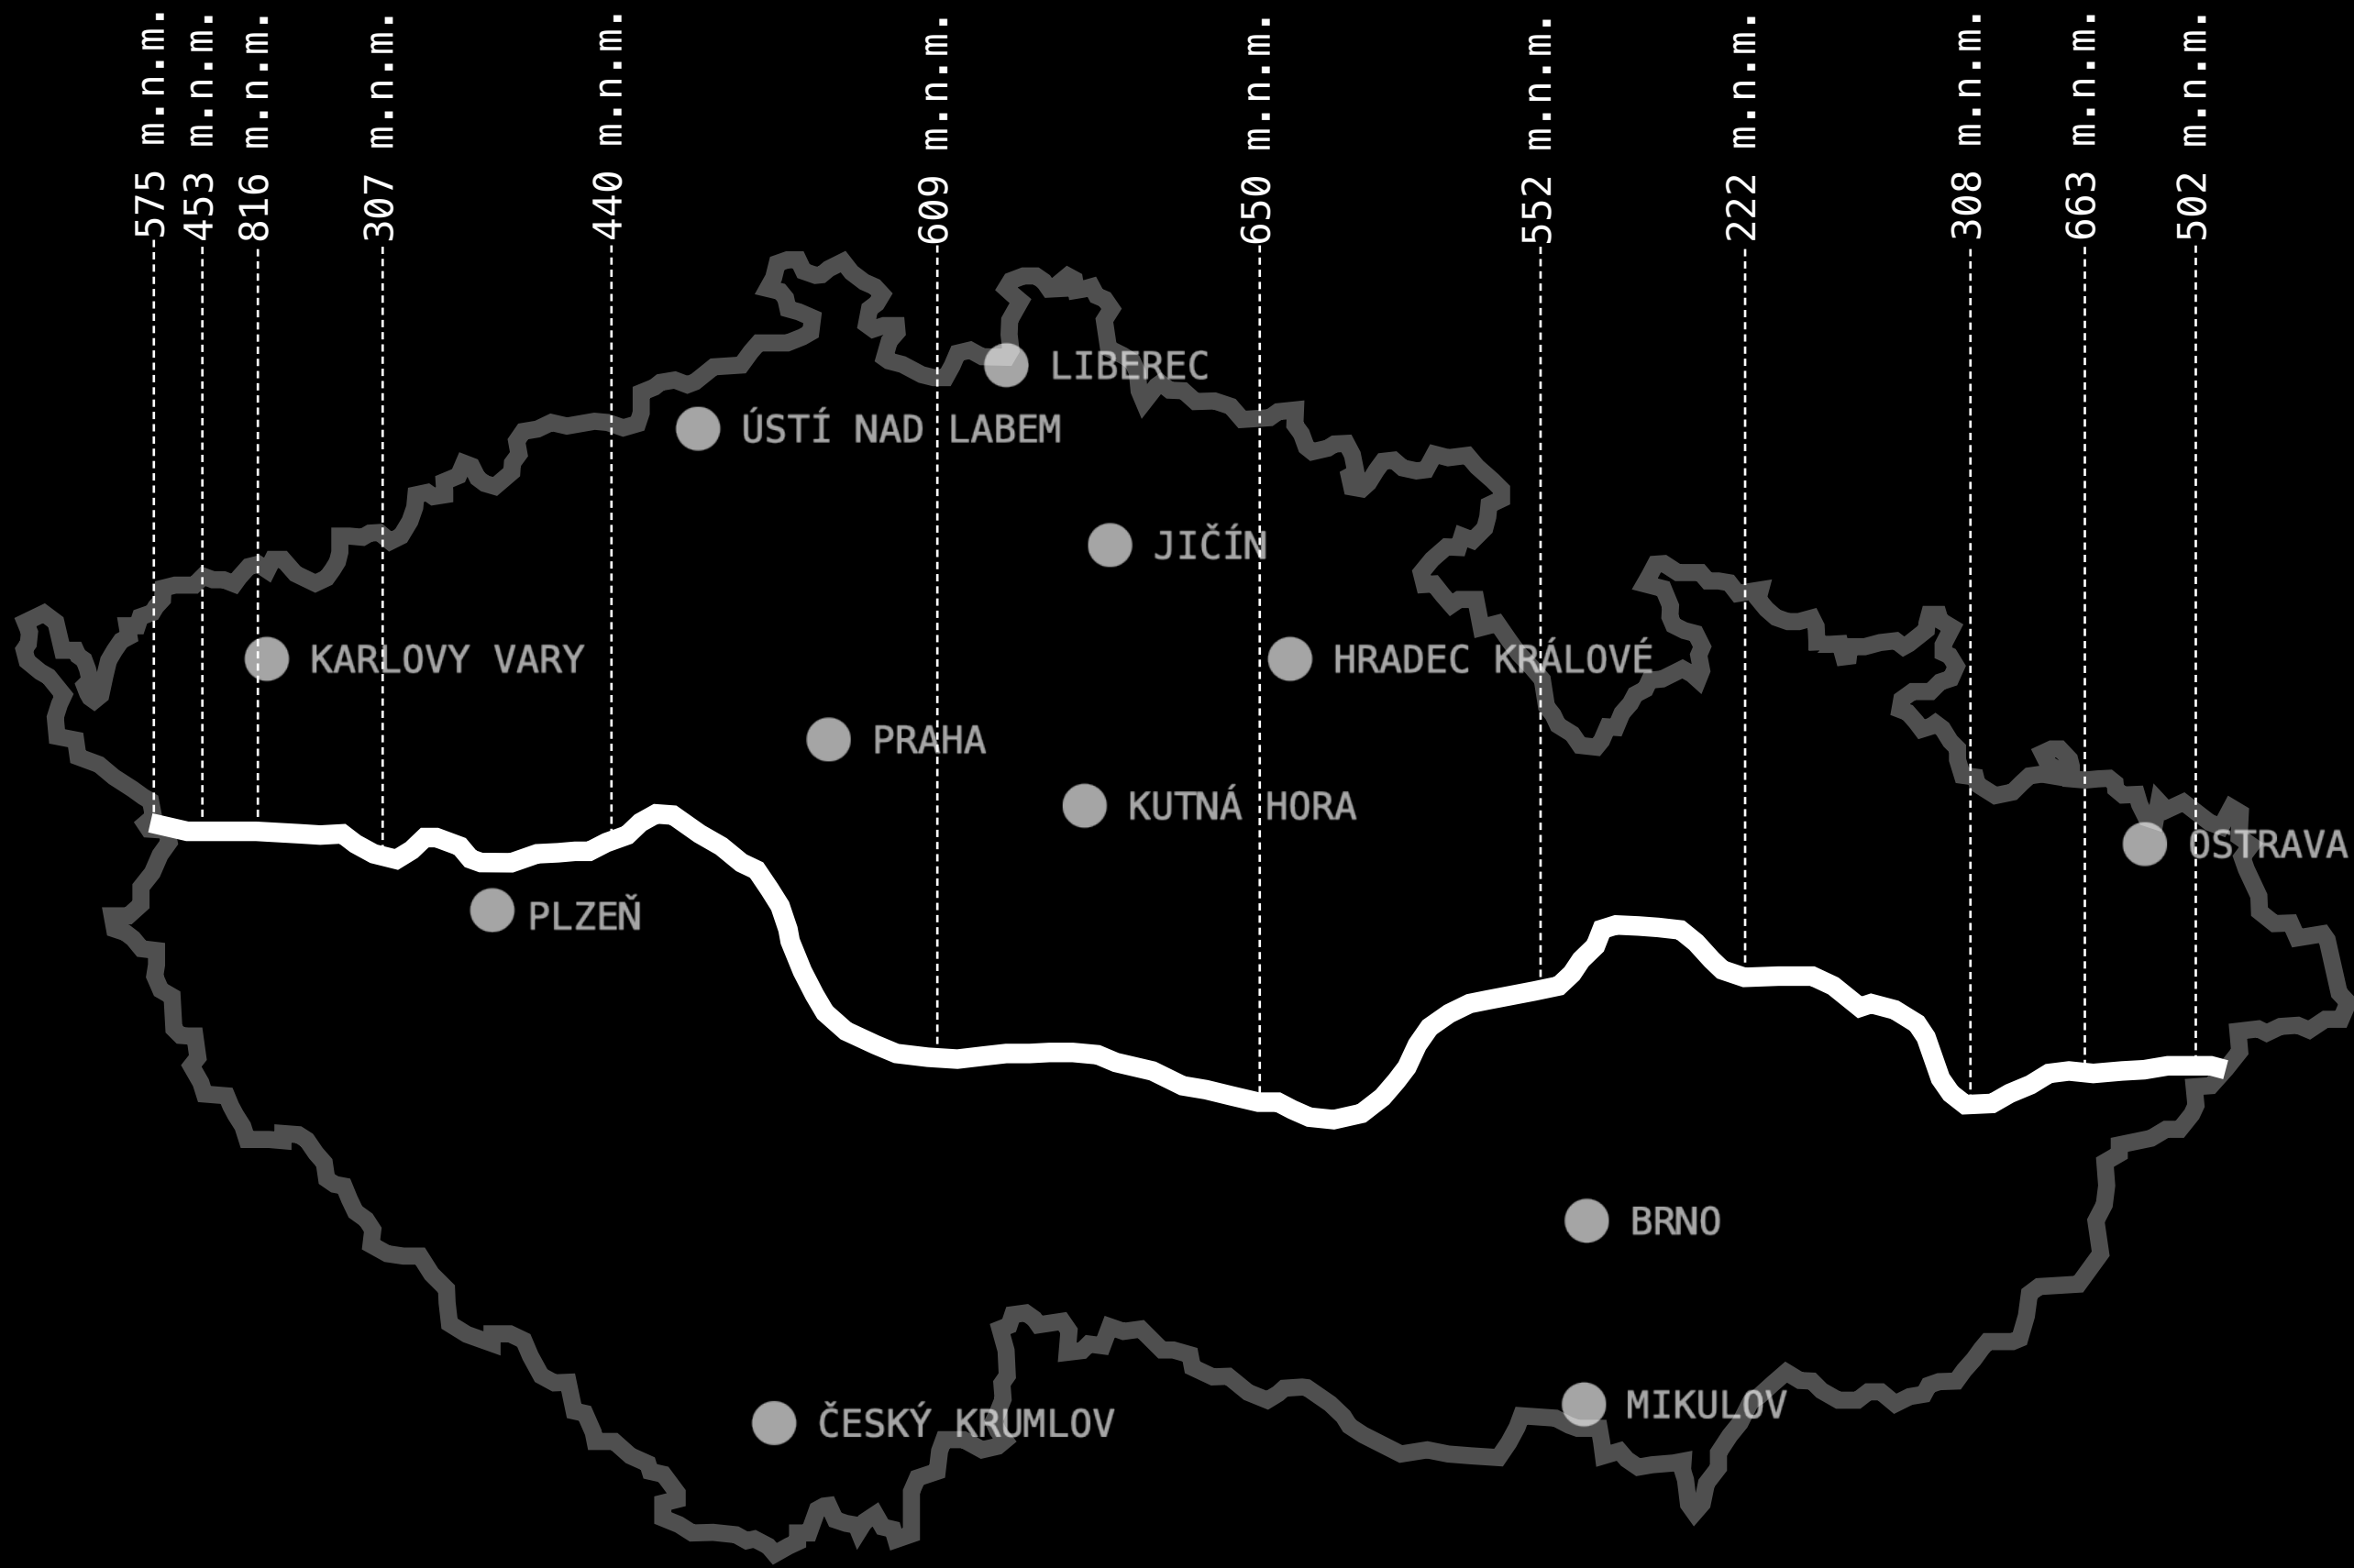 575 m.n.m.
453 m.n.m.
816 m.n.m.
307 m.n.m.
440 m.n.m.
609 m.n.m.
650 m.n.m.
552 m.n.m.
222 m.n.m.
308 m.n.m.
663 m.n.m.
502 m.n.m.
LIBEREC
ÚSTÍ NAD LABEM
JIČÍN
KARLOVY VARY
HRADEC KRÁLOVÉ
PRAHA
KUTNÁ HORA
OSTRAVA
PLZEŇ
BRNO
MIKULOV
ČESKÝ KRUMLOV